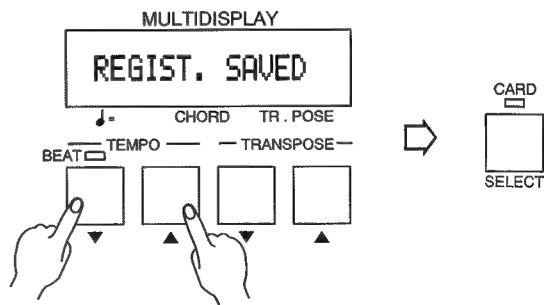 MULTIDISPLAY
REGIST. SAVED
♩= CHORD TR.POSE
TEMPO TRANSPOSE
BEAT
CARD
SELECT